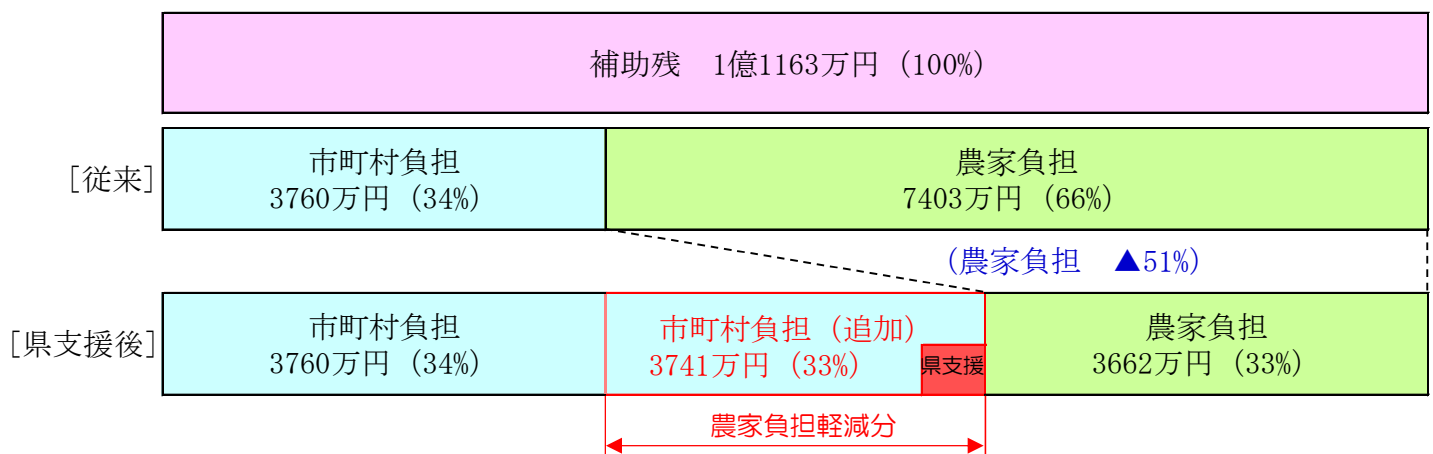 補助残　1億1163万円 (100%)
[従来]
市町村負担
3760万円 (34%)
農家負担
7403万円 (66%)
(農家負担　▲51%)
[県支援後]
市町村負担
3760万円 (34%)
市町村負担 (追加)
3741万円 (33%)
県支援
農家負担
3662万円 (33%)
農家負担軽減分